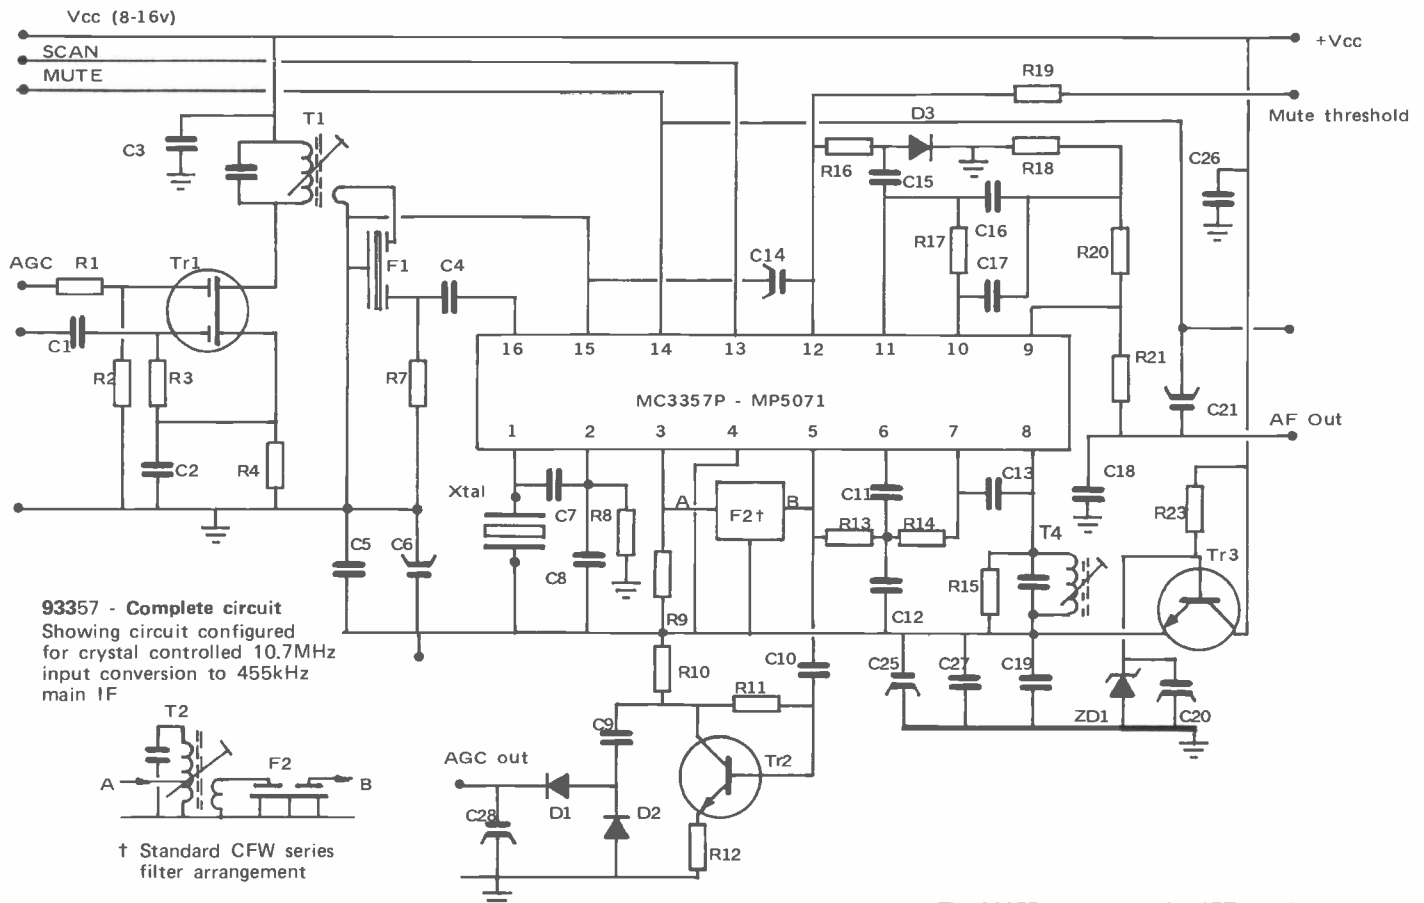 Vcc (8-16v)
SCAN
MUTE
+Vcc
R19
Mute threshold
D3
T1
C3
R16
C15
R18
C26
AGC
R1
Tr1
F1
C4
C14
R17
C16
C17
R20
C1
R2
R3
R7
16
15
14
13
12
11
10
9
R21
MC3357P - MP5071
C21
AF Out
1
2
3
4
5
6
7
8
C2
R4
Xtal
C7
R8
A
F2†
B
C11
C13
C18
R13
R14
R23
T4
Tr3
C5
C6
C8
R15
R9
C12
93357 - Complete circuit
Showing circuit configured
for crystal controlled 10.7MHz
input conversion to 455kHz
main IF
R10
C10
C25
C27
C19
R11
ZD1
C20
T2
C9
Tr2
AGC out
F2
A
B
D1
D2
C28
R12
† Standard CFW series
filter arrangement